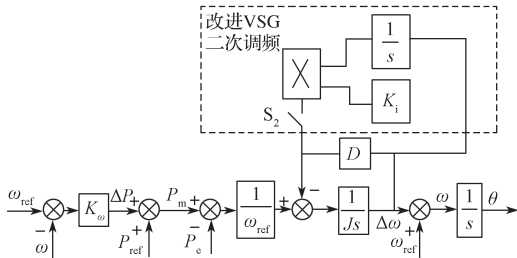 改进VSG
二次调频
1
s
K_i
S_2
D
ω_ref
K_ω
ΔP
+
P_m
+
1
ω_ref
+
−
1
Js
Δω
ω
1
s
θ
−
ω
+
P_ref
−
P_e
ω_ref